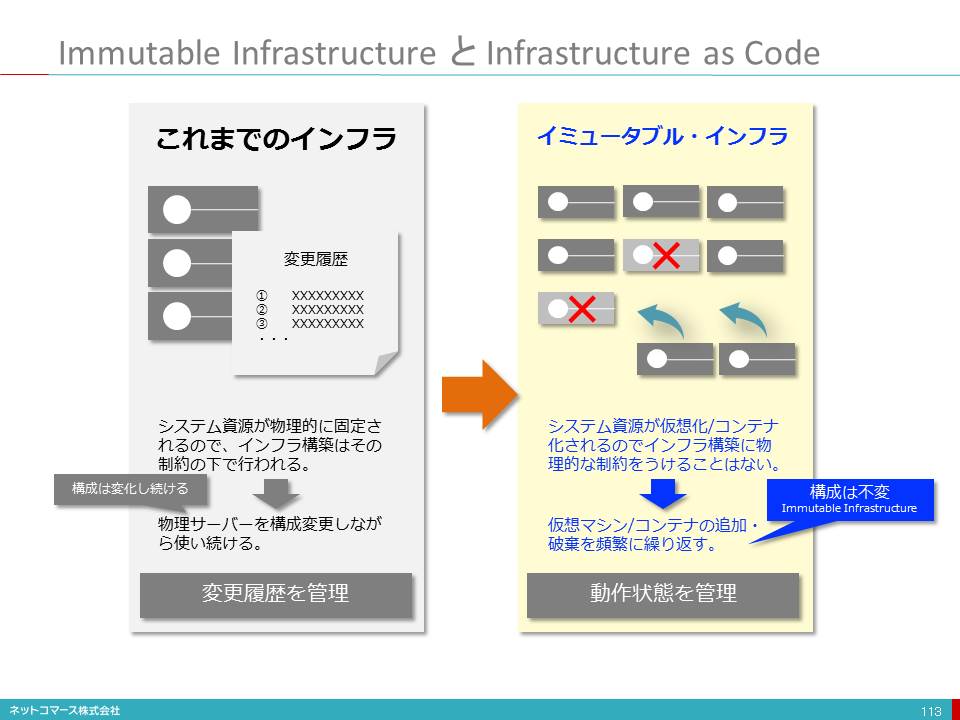 Immutable Infrastructure と Infrastructure as Code
これまでのインフラ
変更履歴
① XXXXXXXXX
② XXXXXXXXX
③ XXXXXXXXX
・・・
システム資源が物理的に固定さ
れるので、インフラ構築はその
制約の下で行われる。
構成は変化し続ける
物理サーバーを構成変更しなが
ら使い続ける。
変更履歴を管理
イミュータブル・インフラ
システム資源が仮想化/コンテナ
化されるのでインフラ構築に物
理的な制約をうけることはない。
構成は不変
Immutable Infrastructure
仮想マシン/コンテナの追加・
破棄を頻繁に繰り返す。
動作状態を管理
ネットコマース株式会社
113